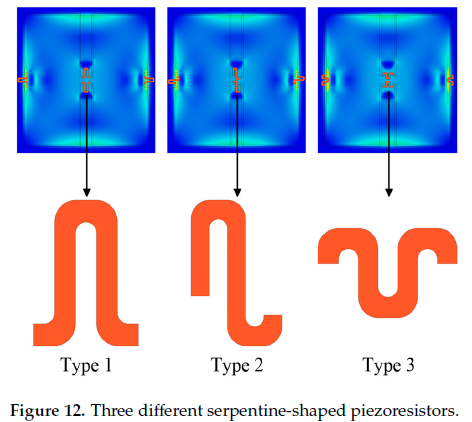 Type 1 Type 2 Type 3
Figure 12. Three different serpentine-shaped piezoresistors.